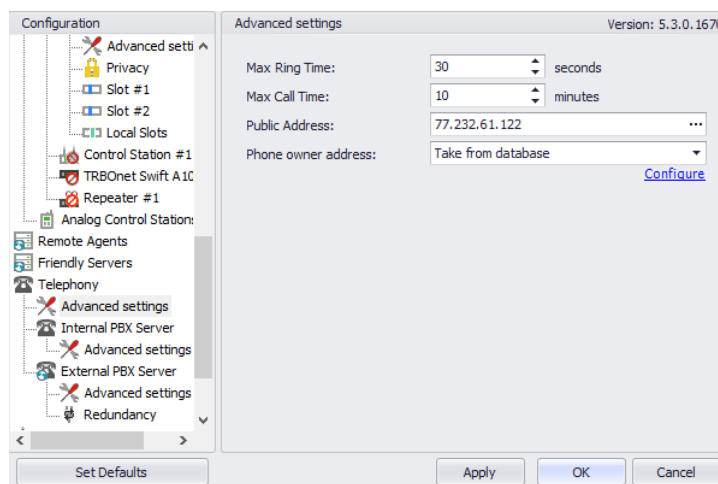 Configuration
Advanced setti
Privacy
Slot #1
Slot #2
Local Slots
Control Station #1
TRBOnet Swift A10
Repeater #1
Analog Control Station
Remote Agents
Friendly Servers
Telephony
Advanced settings
Internal PBX Server
Advanced settings
External PBX Server
Advanced settings
Redundancy
Set Defaults
Advanced settings
Version: 5.3.0.1670
Max Ring Time: 30 seconds
Max Call Time: 10 minutes
Public Address: 77.232.61.122 ...
Phone owner address: Take from database
Configure
Apply
OK
Cancel